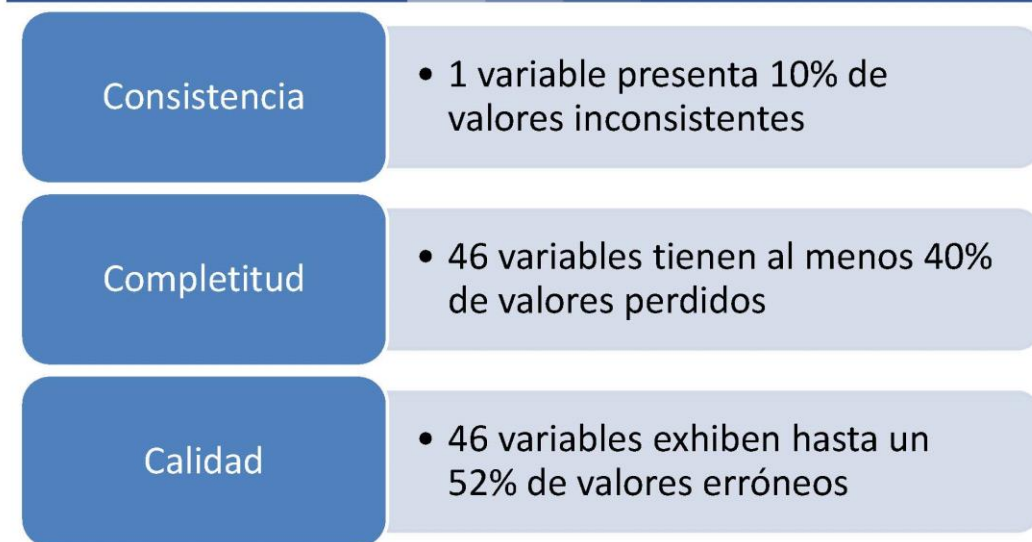 Consistencia
• 1 variable presenta 10% de
valores inconsistentes
Completitud
• 46 variables tienen al menos 40%
de valores perdidos
Calidad
• 46 variables exhiben hasta un
52% de valores erróneos